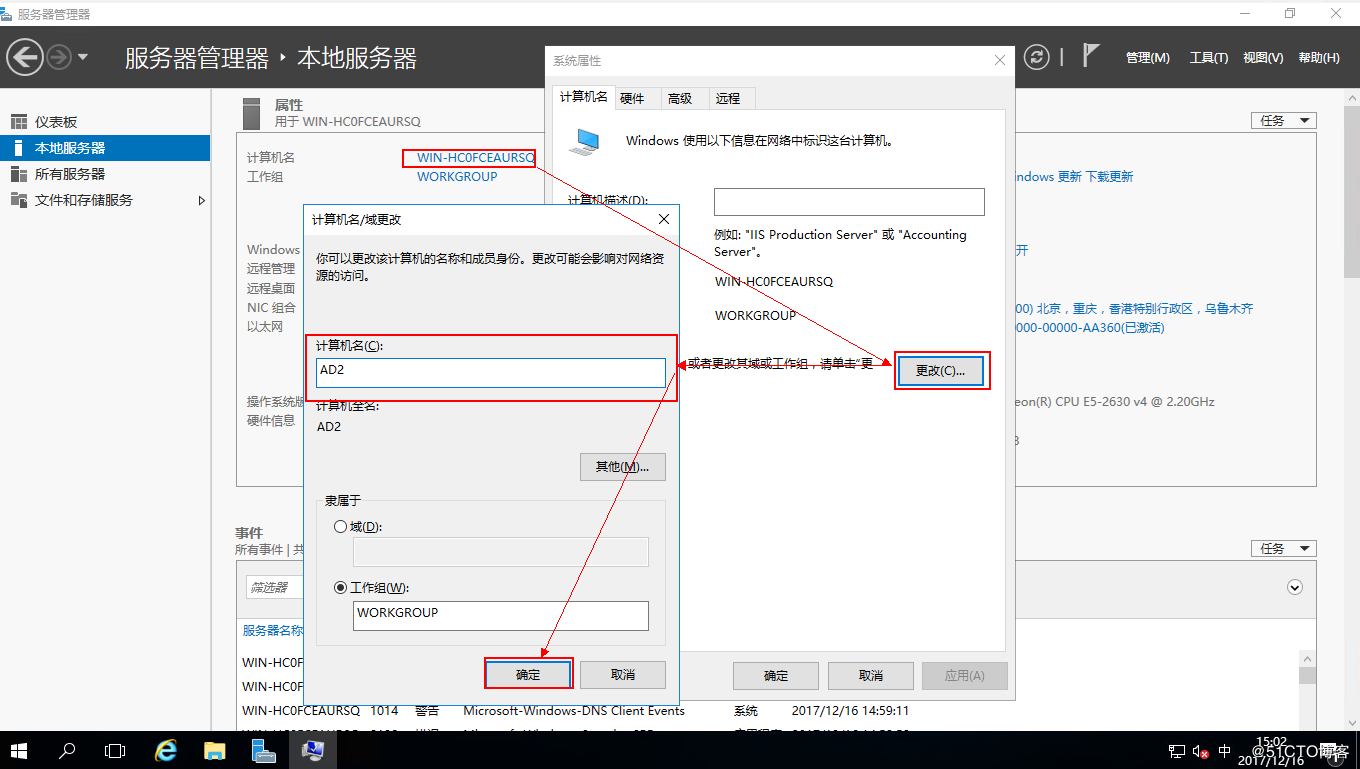 服务器管理器
服务器管理器 · 本地服务器
管理(M) 工具(T) 视图(V) 帮助(H)
仪表板
本地服务器
所有服务器
文件和存储服务
属性
用于 WIN-HC0FCEAURSQ
任务
计算机名 WIN-HC0FCEAURSQ
工作组 WORKGROUP
Windows
远程管理
远程桌面
NIC 组合
以太网
操作系统版
硬件信息
ndows 更新 下载更新
开
00) 北京，重庆，香港特别行政区，乌鲁木齐
0000-00000-AA360(已激活)
eon(R) CPU E5-2630 v4 @ 2.20GHz
系统属性
计算机名 硬件 高级 远程
Windows 使用以下信息在网络中标识这台计算机。
计算机描述(D):
例如: "IIS Production Server" 或 "Accounting
Server"。
WIN-HC0FCEAURSQ
WORKGROUP
或者更改其域或工作组，请单击"更
更改(C)...
确定 取消 应用(A)
计算机名/域更改
你可以更改该计算机的名称和成员身份。更改可能会影响对网络资
源的访问。
计算机名(C):
AD2
计算机全名:
AD2
其他(M)...
隶属于
域(D):
工作组(W):
WORKGROUP
确定 取消
事件
所有事件 | 共
任务
筛选器
服务器名称
WIN-HC0F
WIN-HC0F
WIN-HC0FCEAURSQ 1014 警告 Microsoft-Windows-DNS Client Events 系统 2017/12/16 14:59:11
中
15:02
2017/12/16
@51CTO博客